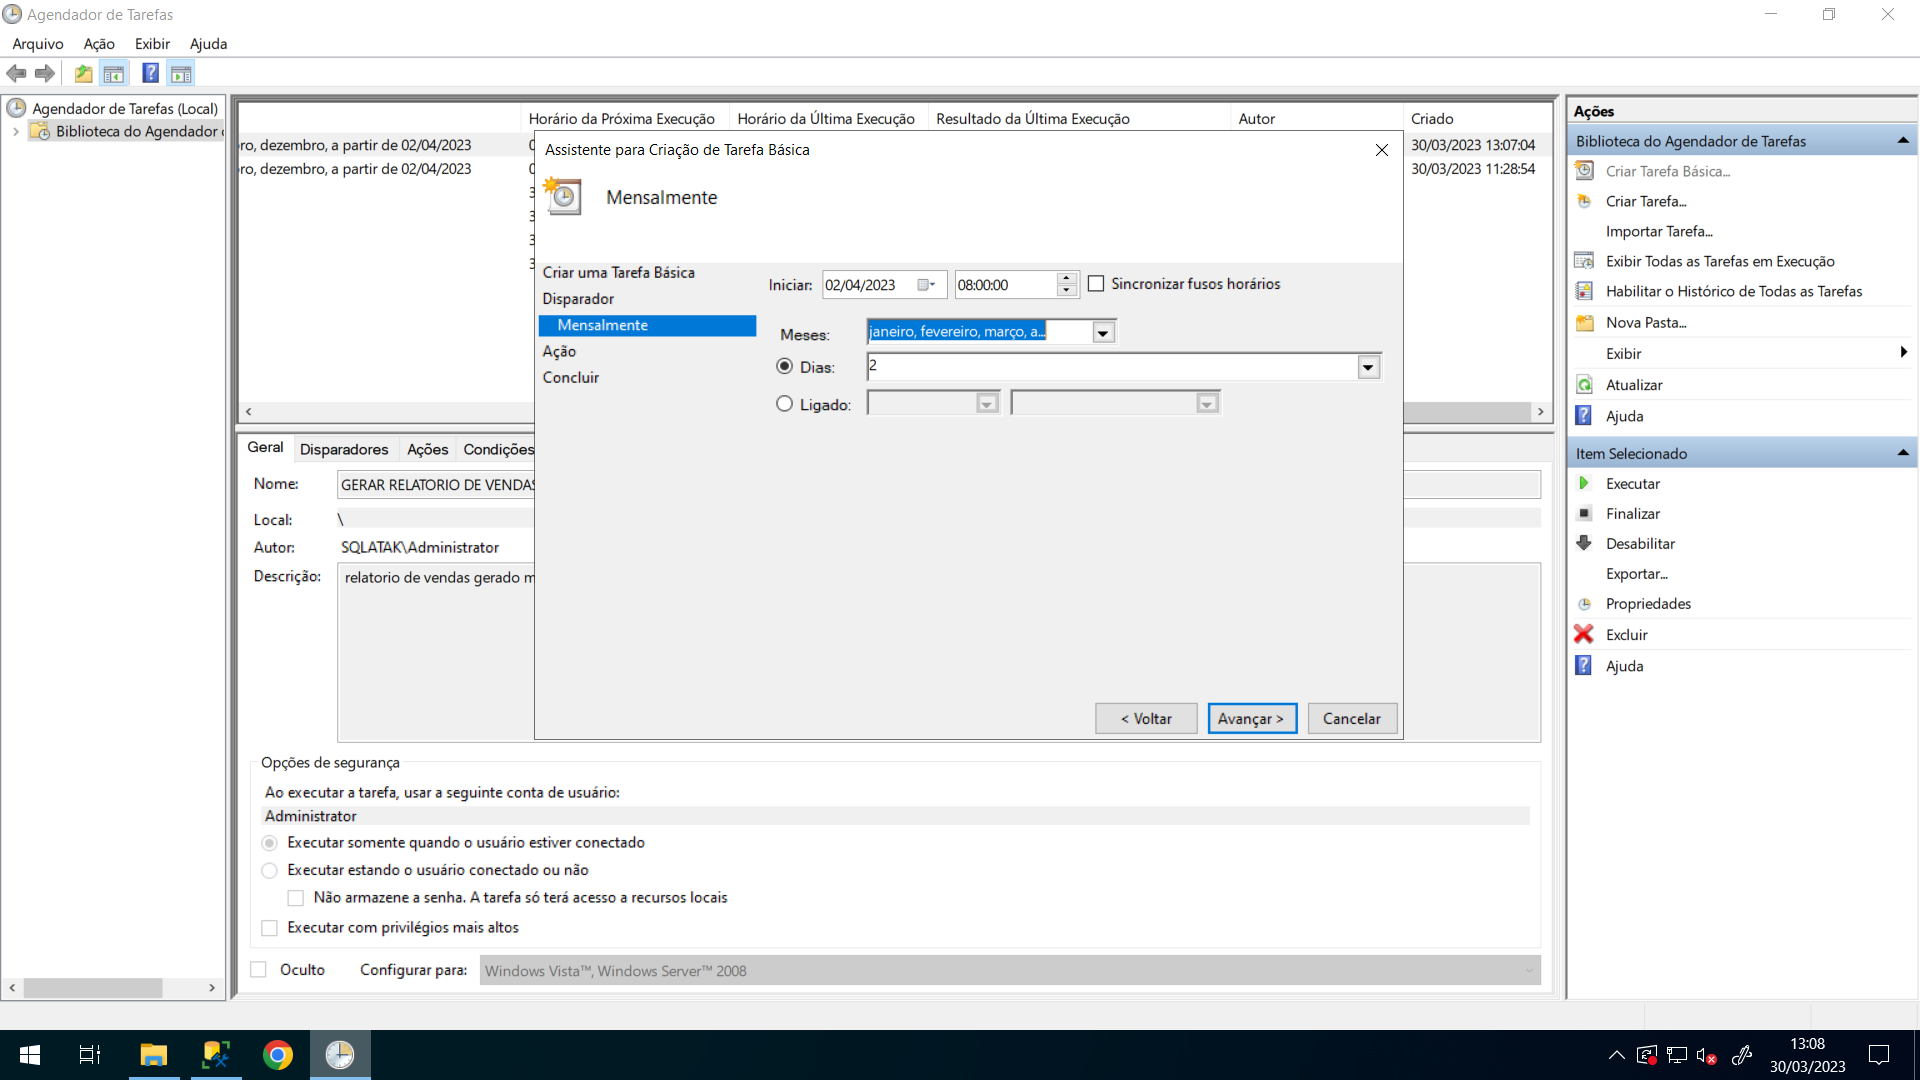 Agendador de Tarefas
Arquivo Ação Exibir Ajuda
Agendador de Tarefas (Local)
Biblioteca do Agendador
Horário da Próxima Execução Horário da Última Execução Resultado da Última Execução Autor Criado
ro, dezembro, a partir de 02/04/2023 30/03/2023 13:07:04
ro, dezembro, a partir de 02/04/2023 30/03/2023 11:28:54
Assistente para Criação de Tarefa Básica
Mensalmente
Criar uma Tarefa Básica
Disparador
Mensalmente
Ação
Concluir
Iniciar: 02/04/2023 08:00:00 Sincronizar fusos horários
Meses: janeiro, fevereiro, março, a...
Dias: 2
Ligado:
< Voltar Avançar > Cancelar
Geral Disparadores Ações Condições
Nome: GERAR RELATORIO DE VENDAS
Local: \
Autor: SQLATAK\Administrator
Descrição: relatorio de vendas gerado m
Opções de segurança
Ao executar a tarefa, usar a seguinte conta de usuário:
Administrator
Executar somente quando o usuário estiver conectado
Executar estando o usuário conectado ou não
Não armazene a senha. A tarefa só terá acesso a recursos locais
Executar com privilégios mais altos
Oculto Configurar para: Windows Vista™, Windows Server™ 2008
Ações
Biblioteca do Agendador de Tarefas
Criar Tarefa Básica...
Criar Tarefa...
Importar Tarefa...
Exibir Todas as Tarefas em Execução
Habilitar o Histórico de Todas as Tarefas
Nova Pasta...
Exibir
Atualizar
Ajuda
Item Selecionado
Executar
Finalizar
Desabilitar
Exportar...
Propriedades
Excluir
Ajuda
13:08
30/03/2023